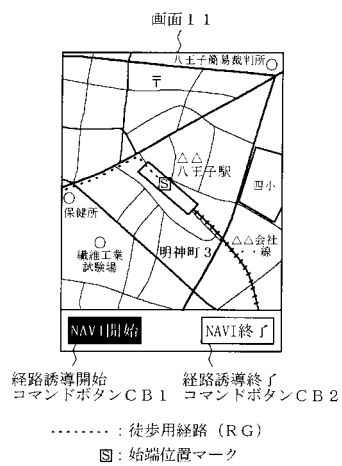 画面１１
八王子簡易裁判所
〒
△△
八王子駅
S
四小
保健所
繊維工業
試験場
明神町３
△△会社
・・線
NAVI開始
NAVI終了
経路誘導開始
コマンドボタンＣＢ１
経路誘導終了
コマンドボタンＣＢ２
········：徒歩用経路（ＲＧ）
S：始端位置マーク